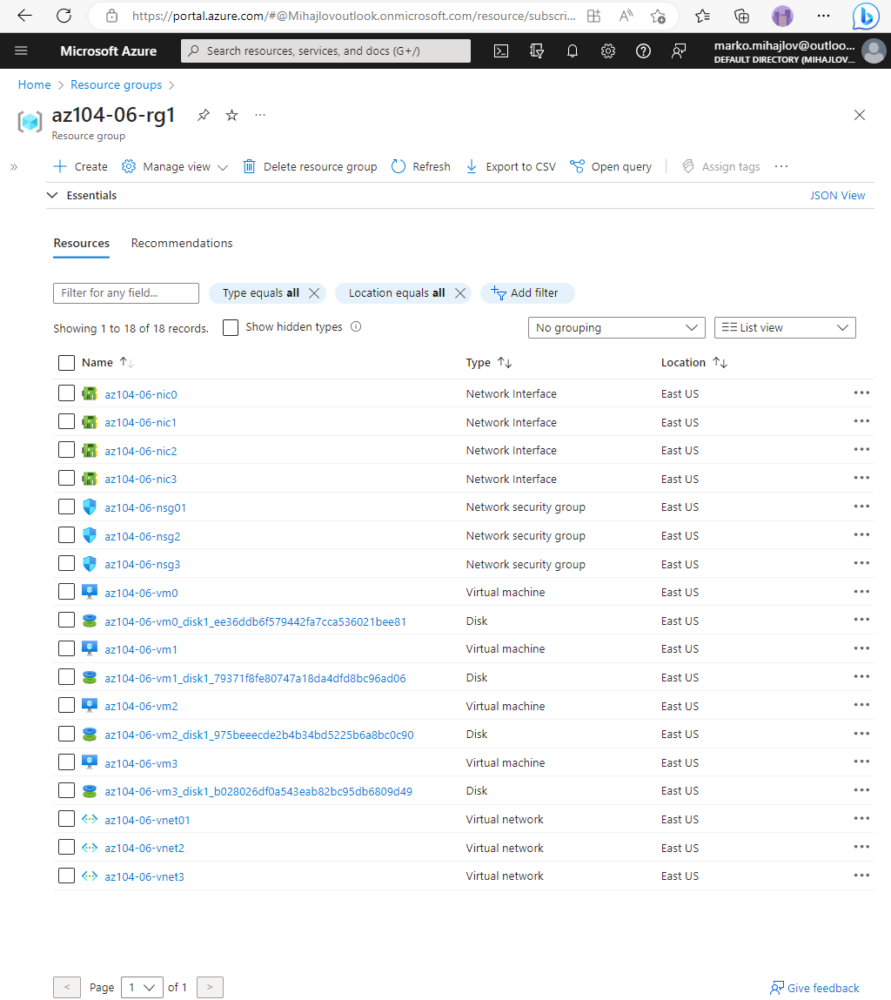 https://portal.azure.com/#@Mihajlovoutlook.onmicrosoft.com/resource/subscri...
Microsoft Azure
Search resources, services, and docs (G+/)
marko.mihajlov@outloo...
DEFAULT DIRECTORY (MIHAJLOV...
Home > Resource groups >
az104-06-rg1
Resource group
Create Manage view Delete resource group Refresh Export to CSV Open query Assign tags
Essentials JSON View
Resources Recommendations
Filter for any field... Type equals all Location equals all Add filter
Showing 1 to 18 of 18 records. Show hidden types No grouping List view
Name Type Location
az104-06-nic0 Network Interface East US
az104-06-nic1 Network Interface East US
az104-06-nic2 Network Interface East US
az104-06-nic3 Network Interface East US
az104-06-nsg01 Network security group East US
az104-06-nsg2 Network security group East US
az104-06-nsg3 Network security group East US
az104-06-vm0 Virtual machine East US
az104-06-vm0_disk1_ee36ddb6f579442fa7cca536021bee81 Disk East US
az104-06-vm1 Virtual machine East US
az104-06-vm1_disk1_79371f8fe80747a18da4dfd8bc96ad06 Disk East US
az104-06-vm2 Virtual machine East US
az104-06-vm2_disk1_975beeecde2b4b34bd5225b6a8bc0c90 Disk East US
az104-06-vm3 Virtual machine East US
az104-06-vm3_disk1_b028026df0a543eab82bc95db6809d49 Disk East US
az104-06-vnet01 Virtual network East US
az104-06-vnet2 Virtual network East US
az104-06-vnet3 Virtual network East US
< Page 1 of 1 > Give feedback